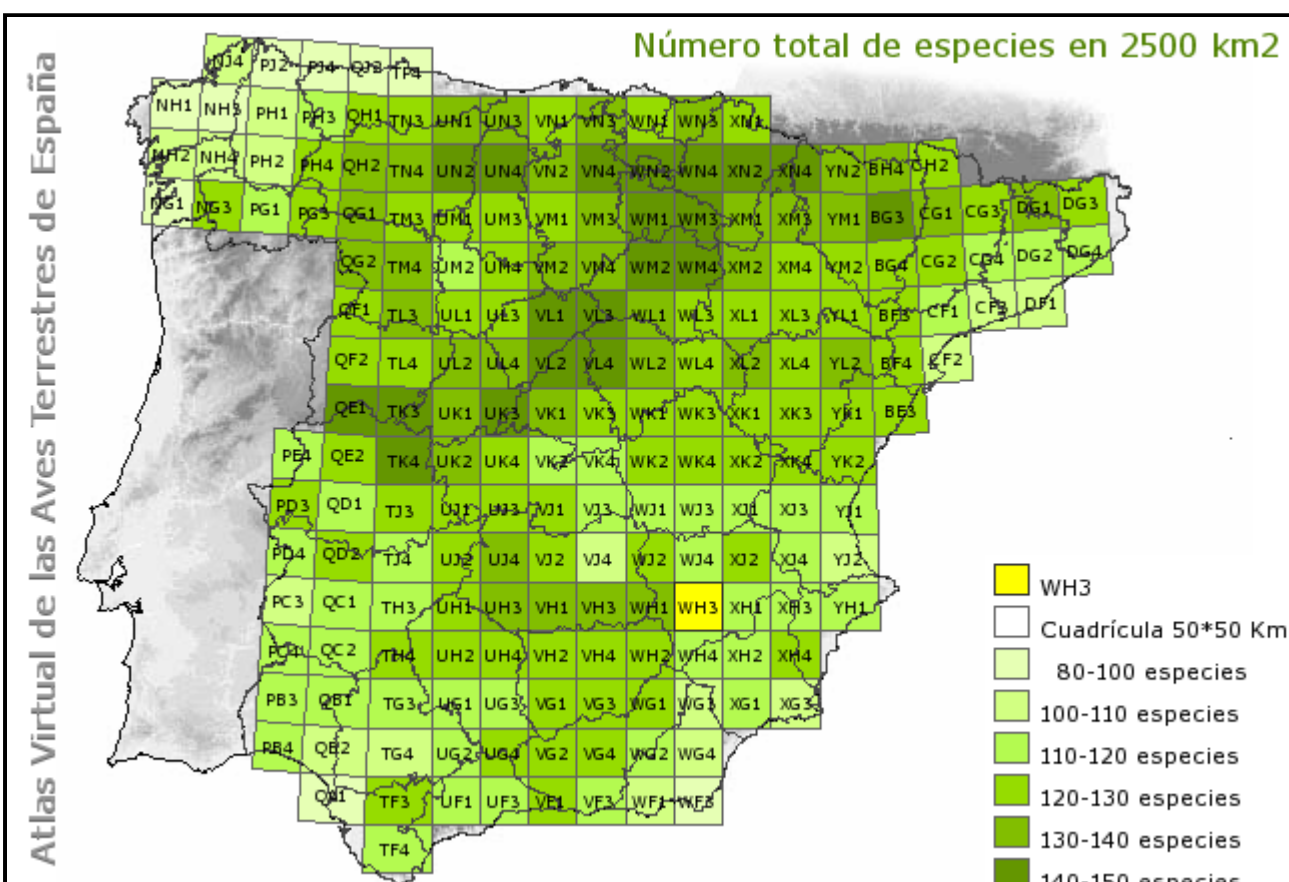 Atlas Virtual de las Aves Terrestres de España
Número total de especies en 2500 km2
NJ4 PJ2 PJ4 QJ2 TP4
NH1 NH3 PH1 PH3 QH1 TN3 UN1 UN3 VN1 VN3 WN1 WN3 XN1
NH2 NH4 PH2 PH4 QH2 TN4 UN2 UN4 VN2 VN4 WN2 WN4 XN2 XN4 YN2 BH4 CH2
NG1 NG3 PG1 PG3 QG1 TM3 UM1 UM3 VM1 VM3 WM1 WM3 XM1 XM3 YM1 BG3 CG1 CG3 DG1 DG3
QG2 TM4 UM2 UM4 VM2 VM4 WM2 WM4 XM2 XM4 YM2 BG4 CG2 CG4 DG2 DG4
QF1 TL3 UL1 UL3 VL1 VL3 WL1 WL3 XL1 XL3 YL1 BF3 CF1 CF3 DF1
QF2 TL4 UL2 UL4 VL2 VL4 WL2 WL4 XL2 XL4 YL2 BF4 CF2
QE1 TK3 UK1 UK3 VK1 VK3 WK1 WK3 XK1 XK3 YK1 BE3
PE4 QE2 TK4 UK2 UK4 VK2 VK4 WK2 WK4 XK2 XK4 YK2
PD3 QD1 TJ3 UJ1 UJ3 VJ1 VJ3 WJ1 WJ3 XJ1 XJ3 YJ1
PD4 QD2 TJ4 UJ2 UJ4 VJ2 VJ4 WJ2 WJ4 XJ2 XJ4 YJ2
PC3 QC1 TH3 UH1 UH3 VH1 VH3 WH1 WH3 XH1 XH3 YH1
PC4 QC2 TH4 UH2 UH4 VH2 VH4 WH2 WH4 XH2 XH4
PB3 QB1 TG3 UG1 UG3 VG1 VG3 WG1 WG3 XG1 XG3
PB4 QB2 TG4 UG2 UG4 VG2 VG4 WG2 WG4
QA1 TF3 UF1 UF3 VF1 VF3 WF1 WF3
TF4
WH3
Cuadrícula 50*50 Km
80-100 especies
100-110 especies
110-120 especies
120-130 especies
130-140 especies
140-150 especies